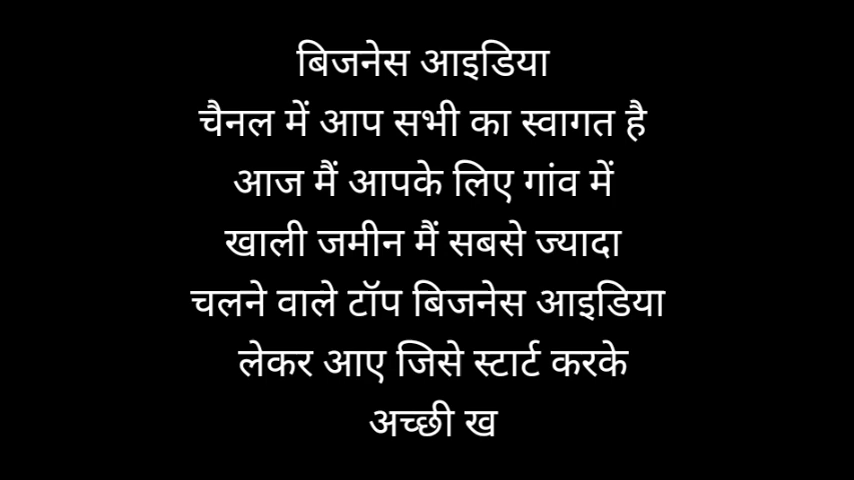 बिजनेस आइडिया
चैनल में आप सभी का स्वागत है
आज मैं आपके लिए गांव में
खाली जमीन मैं सबसे ज्यादा
चलने वाले टॉप बिजनेस आइडिया
लेकर आए जिसे स्टार्ट करके
अच्छी ख